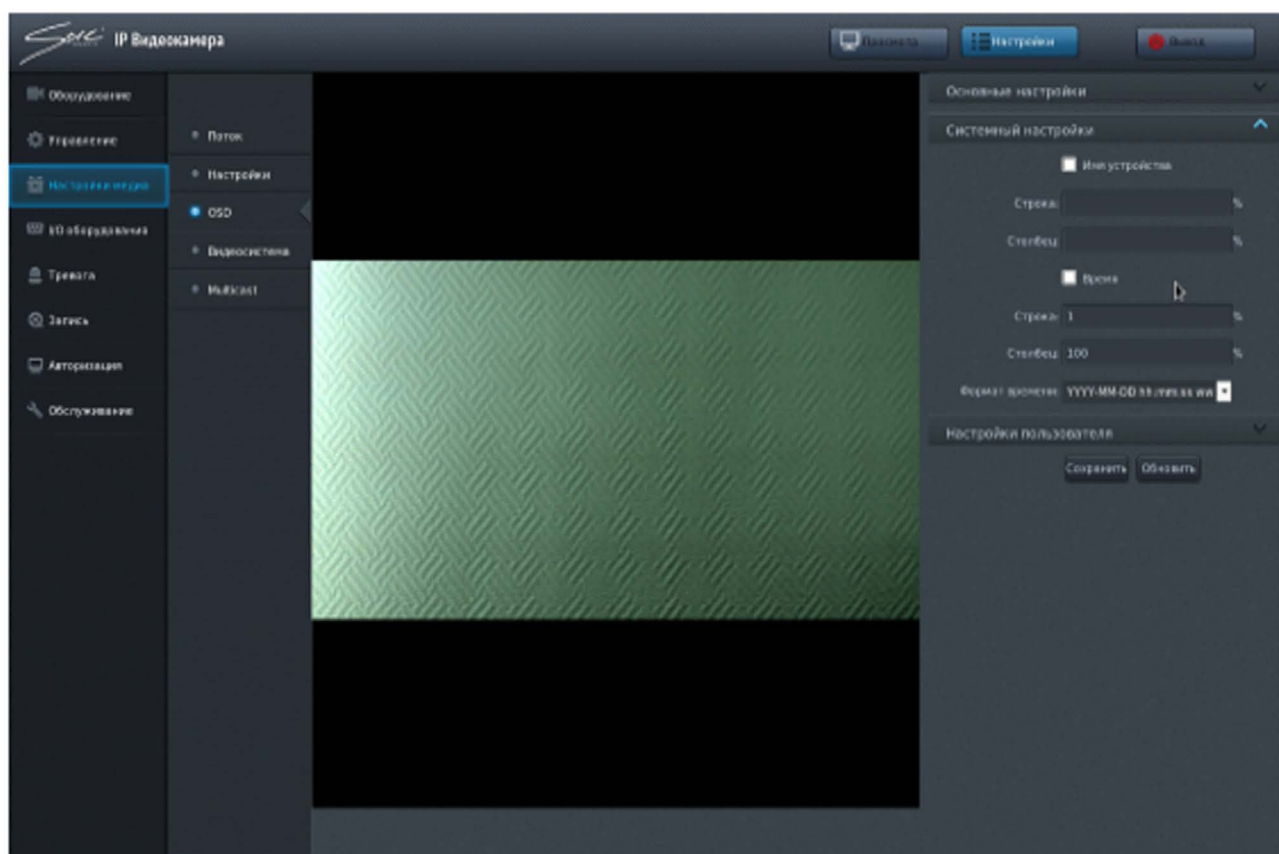 IP Видеокамера
Просмотр
Настройки
Выход
Оборудование
Управление
Настройки медиа
I/O оборудования
Тревога
Запись
Авторизация
Обслуживание
Поток
Настройки
OSD
Видеосистема
Multicast
Основные настройки
Системный настройки
Имя устройства
Строка: %
Столбец: %
Время
Строка: 1 %
Столбец: 100 %
Формат времени: YYYY-MM-DD hh:mm:ss ww
Настройки пользователя
Сохранить Обновить